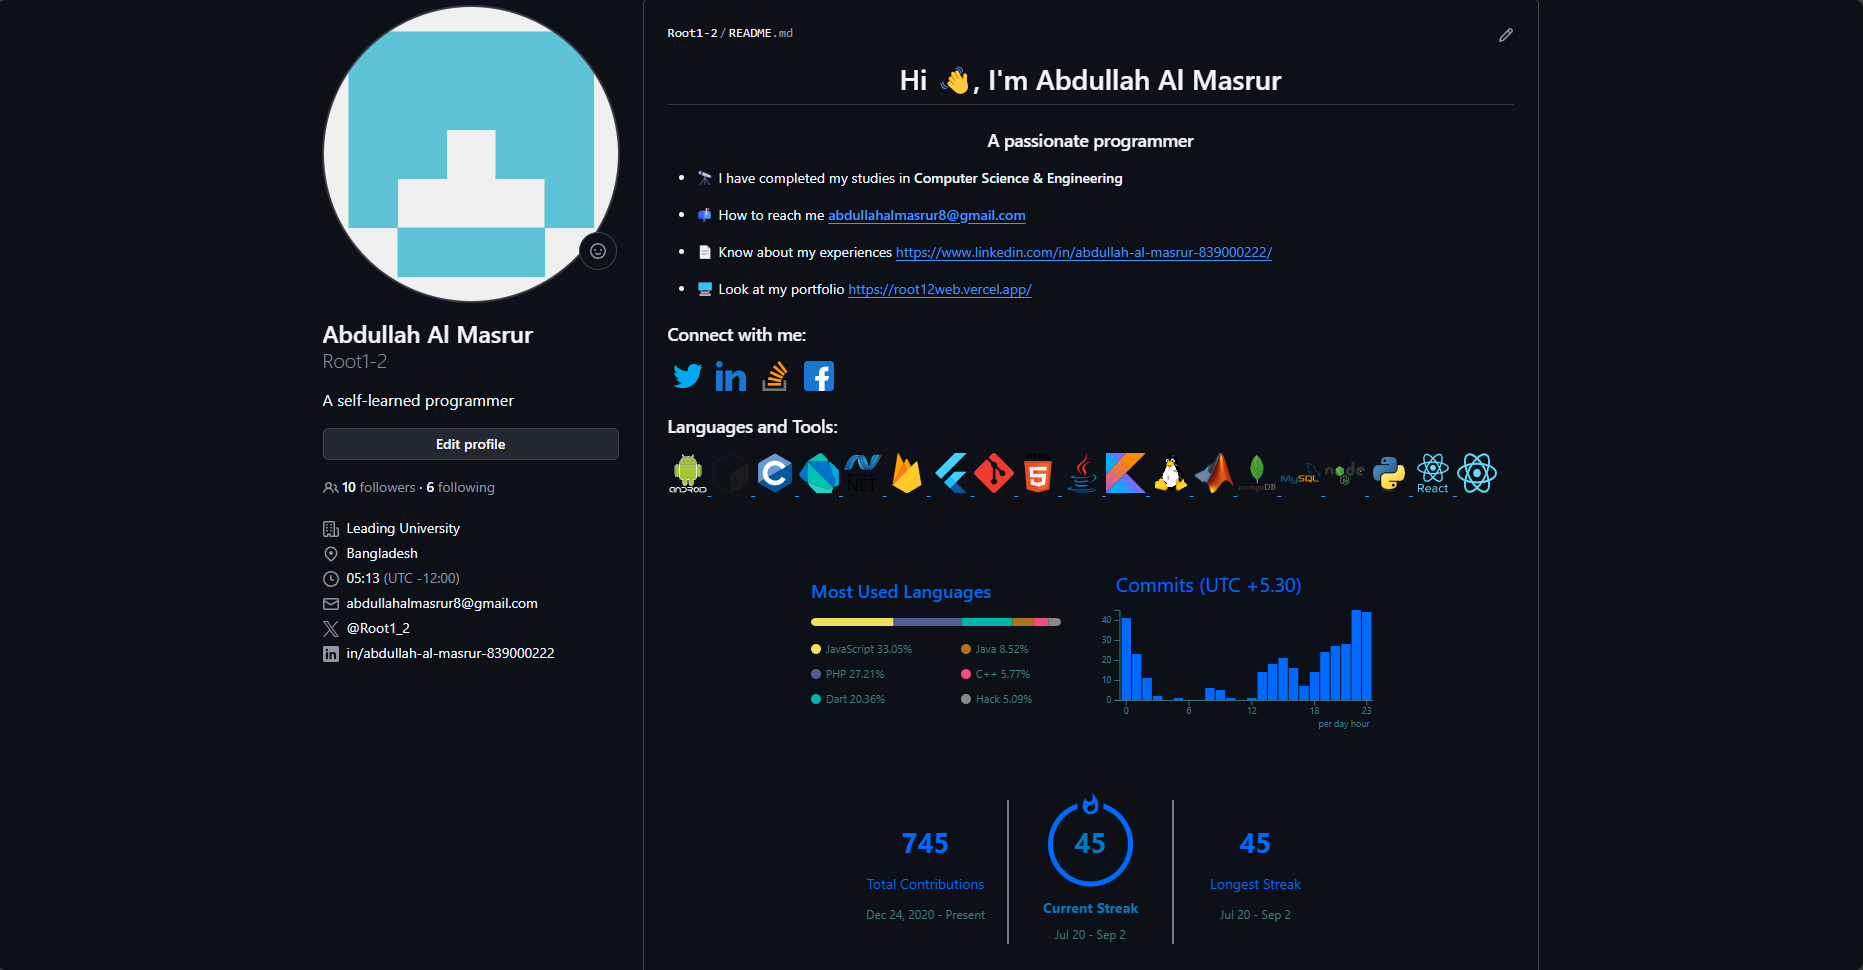 Abdullah Al Masrur
Root1-2
A self-learned programmer
Edit profile
10 followers · 6 following
Leading University
Bangladesh
05:13 (UTC -12:00)
abdullahalmasrur8@gmail.com
@Root1_2
in/abdullah-al-masrur-839000222
Root1-2/README.md
Hi 👋, I'm Abdullah Al Masrur
A passionate programmer
🔭 I have completed my studies in Computer Science & Engineering
📫 How to reach me abdullahalmasrur8@gmail.com
📄 Know about my experiences https://www.linkedin.com/in/abdullah-al-masrur-839000222/
🖥️ Look at my portfolio https://root12web.vercel.app/
Connect with me:
Languages and Tools:
ANDROID C .NET HTML 5 mongoDB MySQL node JS React
Most Used Languages
JavaScript 33.05% Java 8.52%
PHP 27.21% C++ 5.77%
Dart 20.36% Hack 5.09%
Commits (UTC +5.30)
40
30
20
10
0
0 6 12 18 23
per day hour
745
Total Contributions
Dec 24, 2020 - Present
45
Current Streak
Jul 20 - Sep 2
45
Longest Streak
Jul 20 - Sep 2